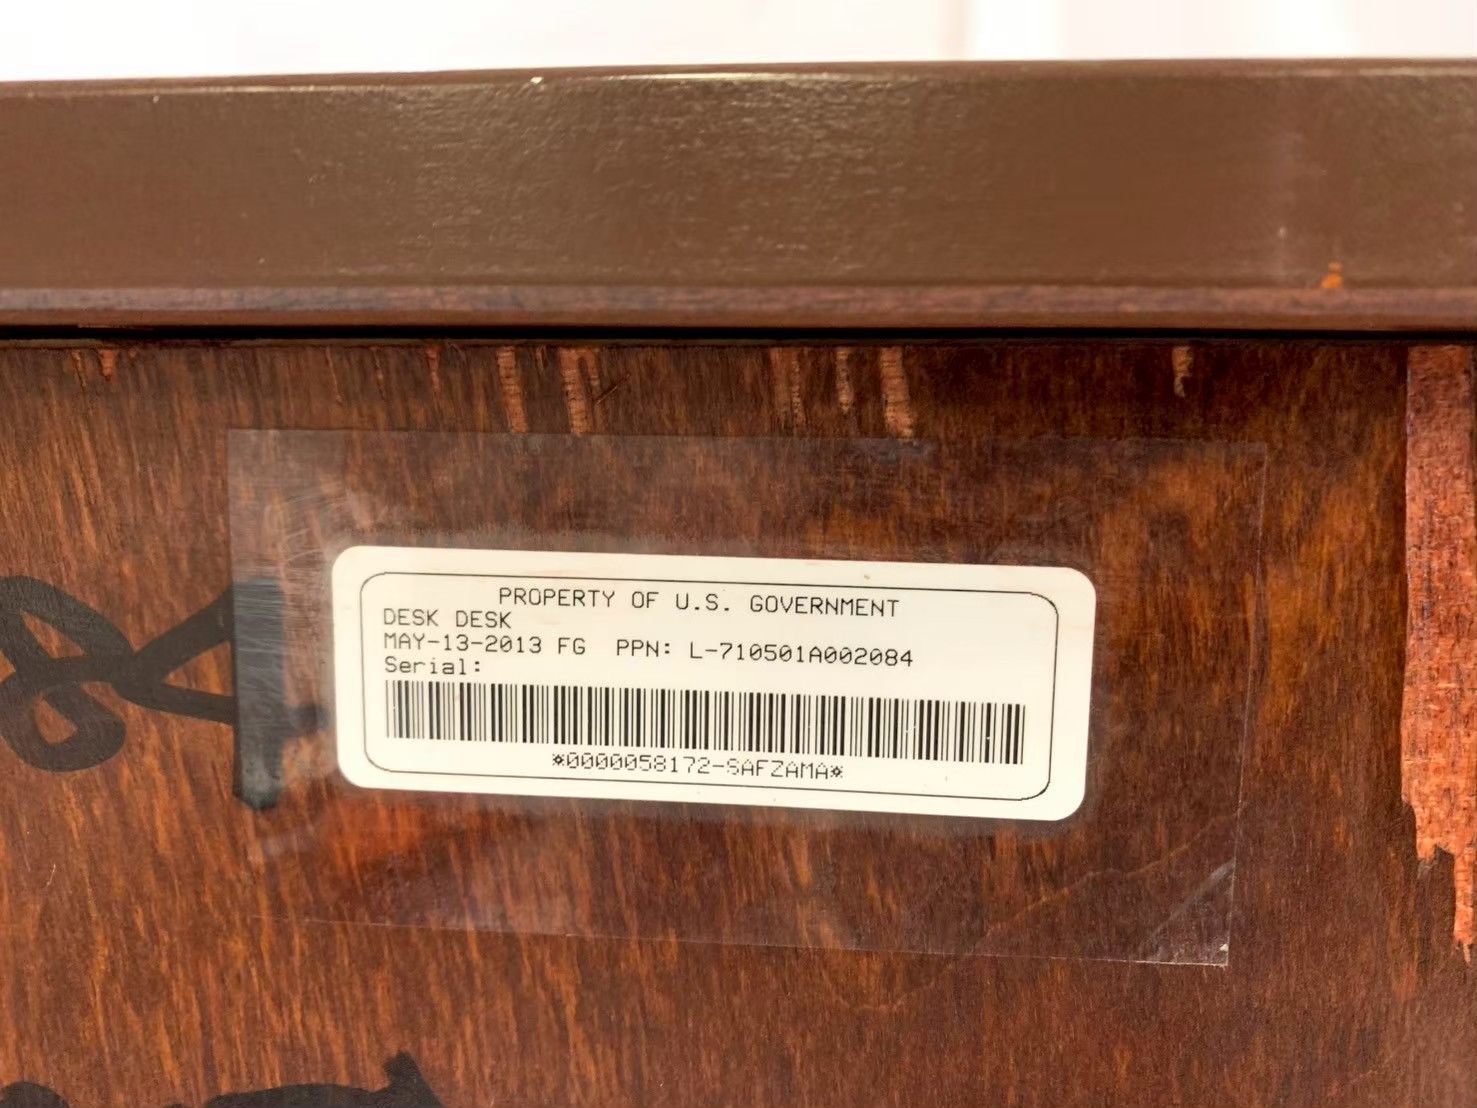 PROPERTY OF U.S. GOVERNMENT
DESK DESK
MAY-13-2013 FG PPN: L-710501A002084
Serial:
*0000058172-SAFZAMA*